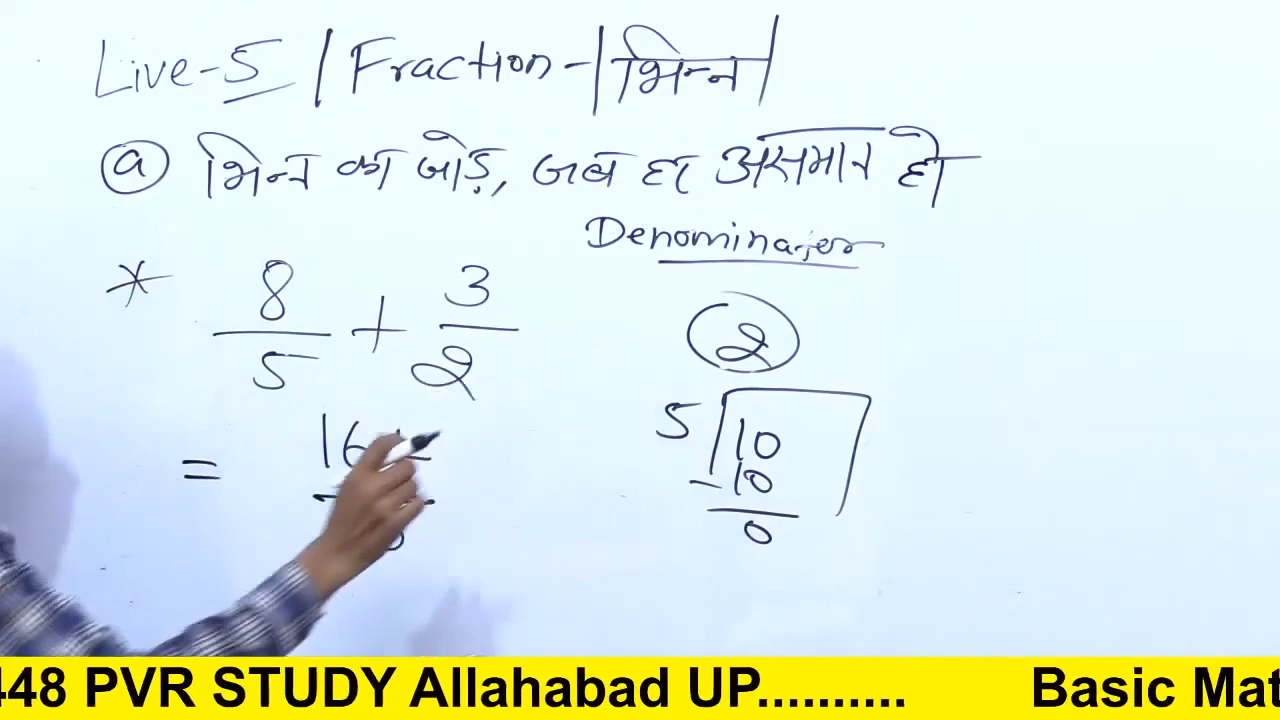 Live-5 / Fraction - | भिन्न |
(a) भिन्न का जोड़, जब हर असमान हो
Denominator
* 8/5 + 3/2
2
5 10
-10
0
= 16 +
448 PVR STUDY Allahabad UP.......... Basic Mat